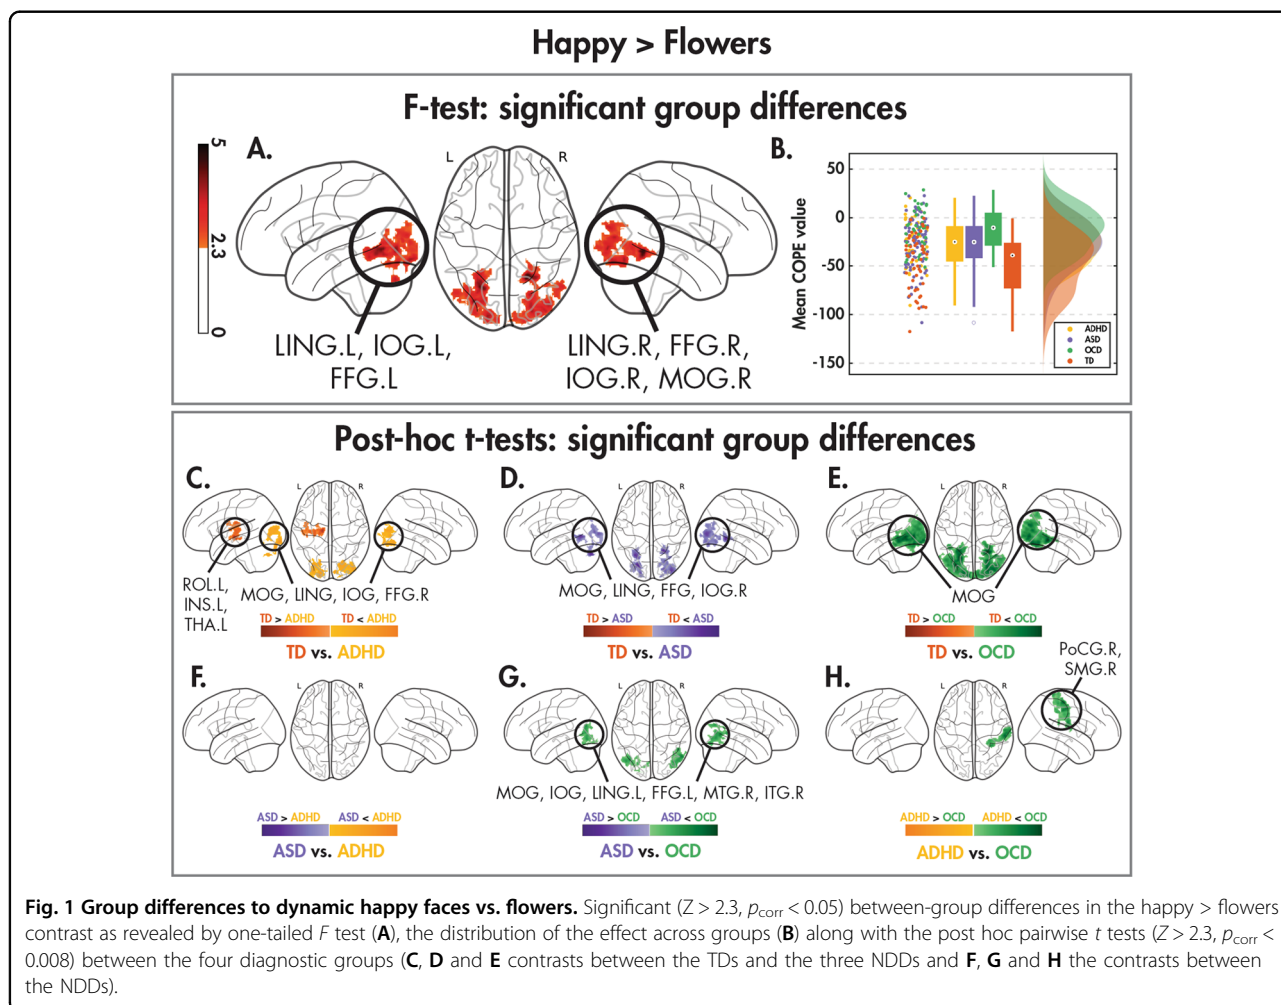 Happy > Flowers
F-test: significant group differences
A.
B.
5
2.3
0
L
R
LING.L, IOG.L,
FFG.L
LING.R, FFG.R,
IOG.R, MOG.R
Mean COPE value
50
0
-50
-100
-150
ADHD
ASD
OCD
TD
Post-hoc t-tests: significant group differences
C.
L
R
ROL.L,
INS.L,
THA.L
MOG, LING, IOG, FFG.R
TD > ADHD TD < ADHD
TD vs. ADHD
D.
L
R
MOG, LING, FFG, IOG.R
TD > ASD TD < ASD
TD vs. ASD
E.
L
R
MOG
TD > OCD TD < OCD
TD vs. OCD
F.
L
R
ASD > ADHD ASD < ADHD
ASD vs. ADHD
G.
L
R
MOG, IOG, LING.L, FFG.L, MTG.R, ITG.R
ASD > OCD ASD < OCD
ASD vs. OCD
H.
L
R
PoCG.R,
SMG.R
ADHD > OCD ADHD < OCD
ADHD vs. OCD
Fig. 1 Group differences to dynamic happy faces vs. flowers. Significant (Z > 2.3, pcorr < 0.05) between-group differences in the happy > flowers
contrast as revealed by one-tailed F test (A), the distribution of the effect across groups (B) along with the post hoc pairwise t tests (Z > 2.3, pcorr <
0.008) between the four diagnostic groups (C, D and E contrasts between the TDs and the three NDDs and F, G and H the contrasts between
the NDDs).